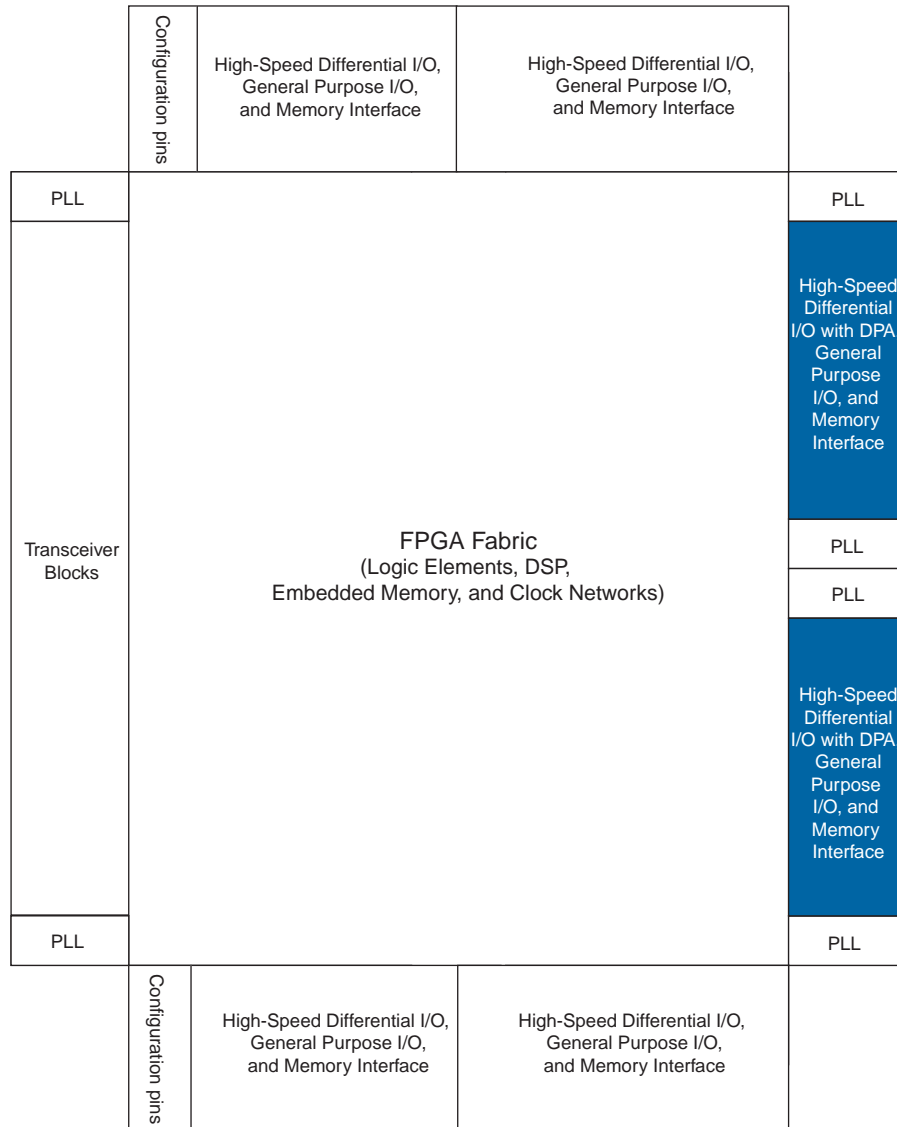 Configuration pins
High-Speed Differential I/O,
General Purpose I/O,
and Memory Interface
High-Speed Differential I/O,
General Purpose I/O,
and Memory Interface
PLL
PLL
High-Speed
Differential
I/O with DPA
General
Purpose
I/O, and
Memory
Interface
Transceiver
Blocks
FPGA Fabric
(Logic Elements, DSP,
Embedded Memory, and Clock Networks)
PLL
PLL
High-Speed
Differential
I/O with DPA
General
Purpose
I/O, and
Memory
Interface
PLL
PLL
Configuration pins
High-Speed Differential I/O,
General Purpose I/O,
and Memory Interface
High-Speed Differential I/O,
General Purpose I/O,
and Memory Interface